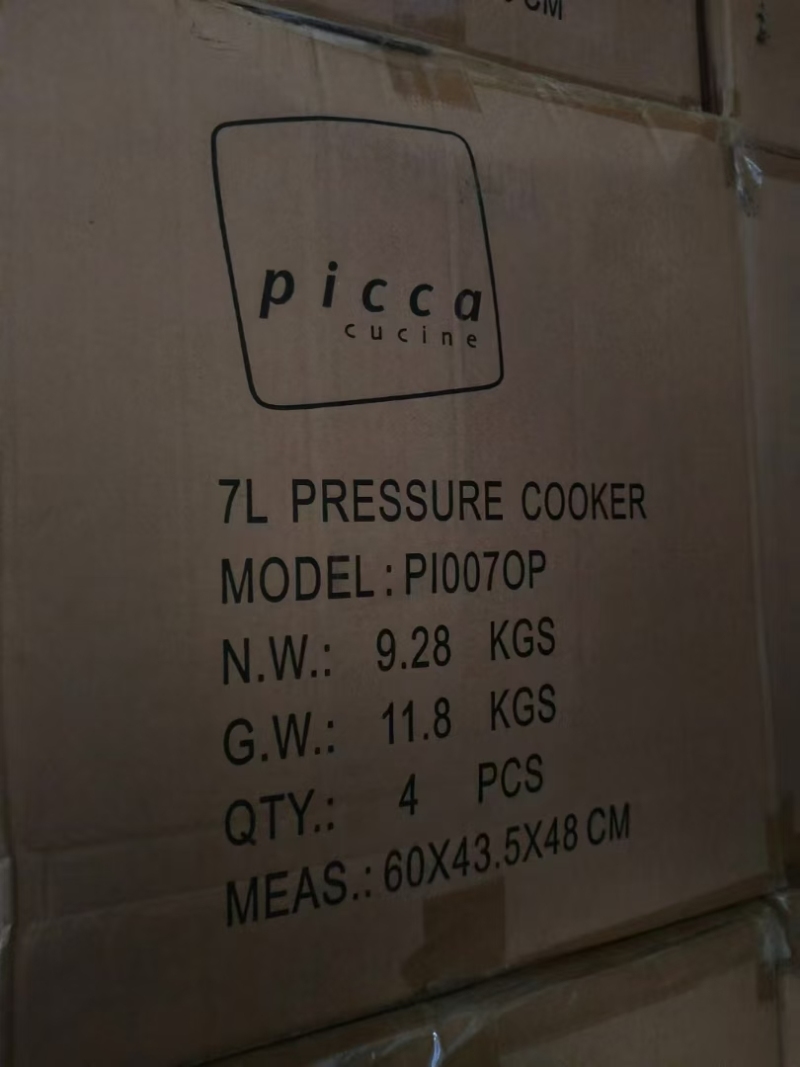 CM
picca
cucine
7L PRESSURE COOKER
MODEL: PI007OP
N.W.: 9.28 KGS
G.W.: 11.8 KGS
QTY.: 4 PCS
MEAS.: 60X43.5X48 CM